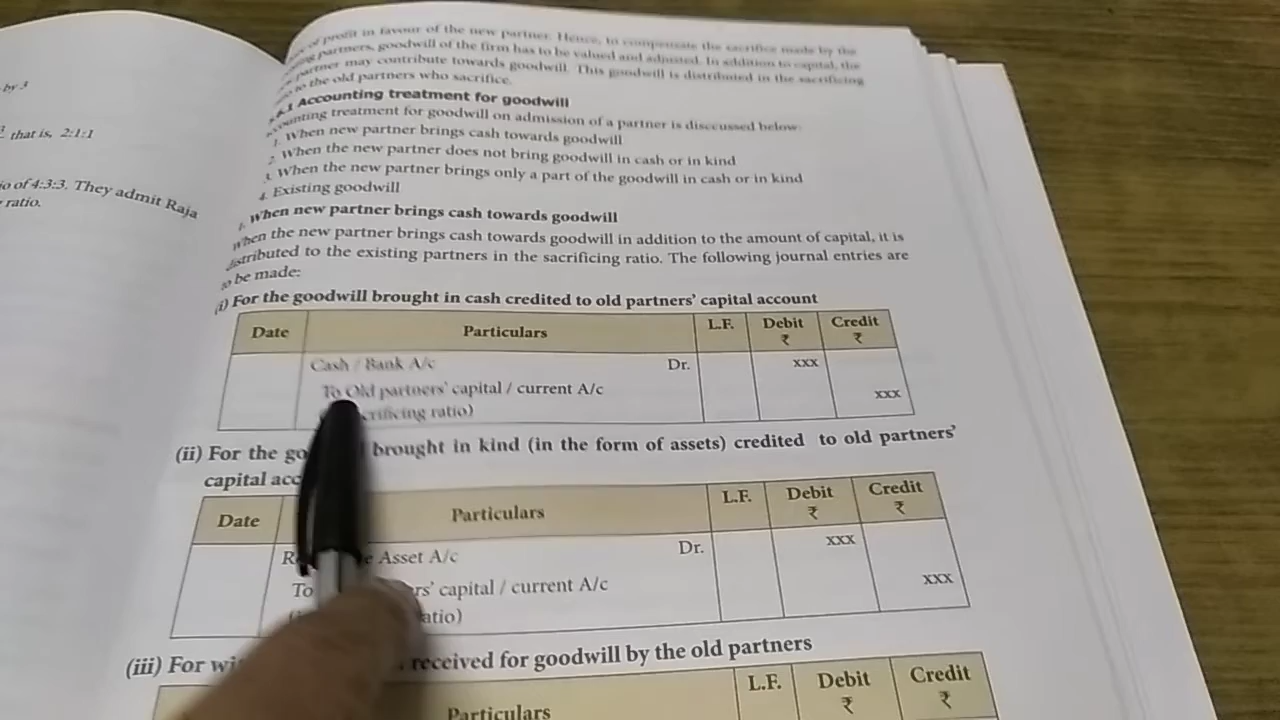 by 3
that is, 2:1:1
io of 4:3:3. They admit Raja
ratio.
of profit in favour of the new partner. Hence, to compensate the sacrifice made by the
partners, goodwill of the firm has to be valued and adjusted. In addition to capital, the
partner may contribute towards goodwill. This goodwill is distributed in the sacrificing
to the old partners who sacrifice.
Accounting treatment for goodwill
counting treatment for goodwill on admission of a partner is discussed below:
1. When new partner brings cash towards goodwill
2. When the new partner does not bring goodwill in cash or in kind
3. When the new partner brings only a part of the goodwill in cash or in kind
4. Existing goodwill
1. When new partner brings cash towards goodwill
When the new partner brings cash towards goodwill in addition to the amount of capital, it is
distributed to the existing partners in the sacrificing ratio. The following journal entries are
to be made:
(i) For the goodwill brought in cash credited to old partners' capital account
Date Particulars L.F. Debit ₹ Credit ₹
Cash / Bank A/c Dr. xxx
To Old partners' capital / current A/c xxx
crificing ratio)
(ii) For the go brought in kind (in the form of assets) credited to old partners'
capital acc
Date Particulars L.F. Debit ₹ Credit ₹
R e Asset A/c Dr. xxx
To rs' capital / current A/c xxx
atio)
(iii) For wi received for goodwill by the old partners
Particulars L.F. Debit ₹ Credit ₹